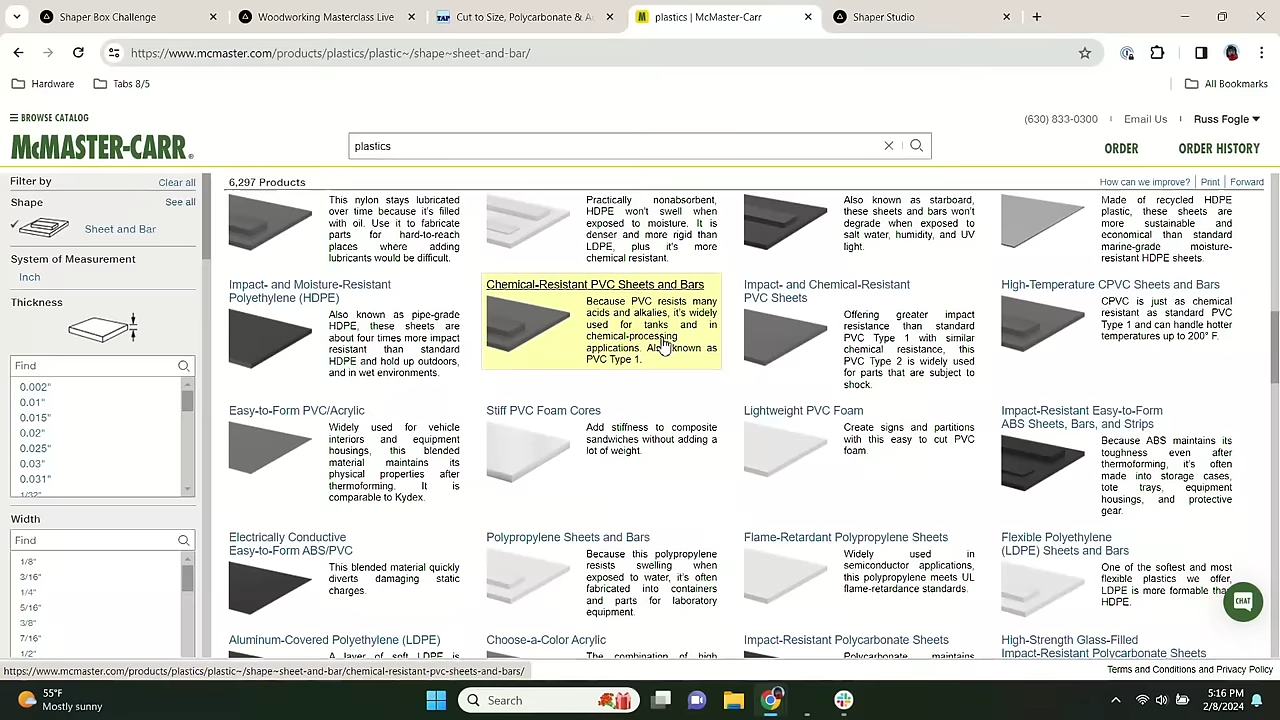 Shaper Box Challenge
Woodworking Masterclass Live
TAP
Cut to Size, Polycarbonate & A
plastics | McMaster-Carr
Shaper Studio
https://www.mcmaster.com/products/plastics/plastic~/shape~sheet-and-bar/
Hardware
Tabs 8/5
All Bookmarks
BROWSE CATALOG
(630) 833-0000
Email Us
Russ Fogle
McMASTER-CARR®
plastics
ORDER
ORDER HISTORY
Filter by
Clear all
Shape
See all
Sheet and Bar
System of Measurement
Inch
Thickness
Find
0.002"
0.01"
0.015"
0.02"
0.025"
0.03"
0.031"
1/32"
Width
Find
1/8"
3/16"
1/4"
5/16"
3/8"
7/16"
1/2"
6,297 Products
How can we improve?
Print
Forward
This nylon stays lubricated
over time because it's filled
with oil. Use it to fabricate
parts for hard-to-reach
places where adding
lubricants would be difficult.
Practically nonabsorbent,
HDPE won't swell when
exposed to moisture. It is
denser and more rigid than
LDPE, plus it's more
chemical resistant.
Also known as starboard,
these sheets and bars won't
degrade when exposed to
salt water, humidity, and UV
light.
Made of recycled HDPE
plastic, these sheets are
more sustainable and
economical than standard
marine-grade moisture-
resistant HDPE sheets.
Impact- and Moisture-Resistant
Polyethylene (HDPE)
Also known as pipe-grade
HDPE, these sheets are
about four times more impact
resistant than standard
HDPE and hold up outdoors,
and in wet environments.
Chemical-Resistant PVC Sheets and Bars
Because PVC resists many
acids and alkalies, it's widely
used for tanks and in
chemical-processing
applications. Also known as
PVC Type 1.
Impact- and Chemical-Resistant
PVC Sheets
Offering greater impact
resistance than standard
PVC Type 1 with similar
chemical resistance, this
PVC Type 2 is widely used
for parts that are subject to
shock.
High-Temperature CPVC Sheets and Bars
CPVC is just as chemical
resistant as standard PVC
Type 1 and can handle hotter
temperatures up to 200° F.
Easy-to-Form PVC/Acrylic
Widely used for vehicle
interiors and equipment
housings, this blended
material maintains its
physical properties after
thermoforming. It is
comparable to Kydex.
Stiff PVC Foam Cores
Add stiffness to composite
sandwiches without adding a
lot of weight.
Lightweight PVC Foam
Create signs and partitions
with this easy to cut PVC
foam.
Impact-Resistant Easy-to-Form
ABS Sheets, Bars, and Strips
Because ABS maintains its
toughness even after
thermoforming, it's often
made into storage cases,
tote trays, equipment
housings, and protective
gear.
Electrically Conductive
Easy-to-Form ABS/PVC
This blended material quickly
diverts damaging static
charges.
Polypropylene Sheets and Bars
Because this polypropylene
resists swelling when
exposed to water, it's often
fabricated into containers
and parts for laboratory
equipment.
Flame-Retardant Polypropylene Sheets
Widely used in
semiconductor applications,
this polypropylene meets UL
flame-retardance standards.
Flexible Polyethylene
(LDPE) Sheets and Bars
One of the softest and most
flexible plastics we offer,
LDPE is more formable than
HDPE.
CHAT
Aluminum-Covered Polyethylene (LDPE)
A layer of soft LDPE is
Choose-a-Color Acrylic
The combination of high
Impact-Resistant Polycarbonate Sheets
Polycarbonate maintains
High-Strength Glass-Filled
Impact-Resistant Polycarbonate Sheets
https://www.mcmaster.com/products/plastics/plastic~/shape~sheet-and-bar/chemical-resistant-pvc-sheets-and-bars/
Terms and Conditions and Privacy Policy
55°F
Mostly sunny
Search
5:16 PM
2/8/2024